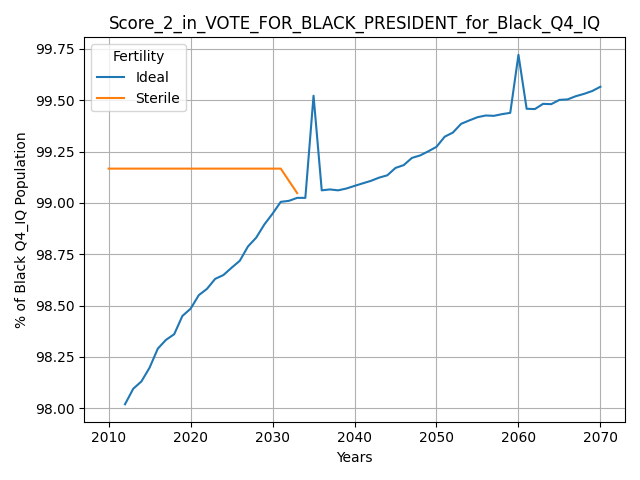 Score_2_in_VOTE_FOR_BLACK_PRESIDENT_for_Black_Q4_IQ
Fertility
Ideal
Sterile
% of Black Q4_IQ Population
99.75
99.50
99.25
99.00
98.75
98.50
98.25
98.00
2010 2020 2030 2040 2050 2060 2070
Years